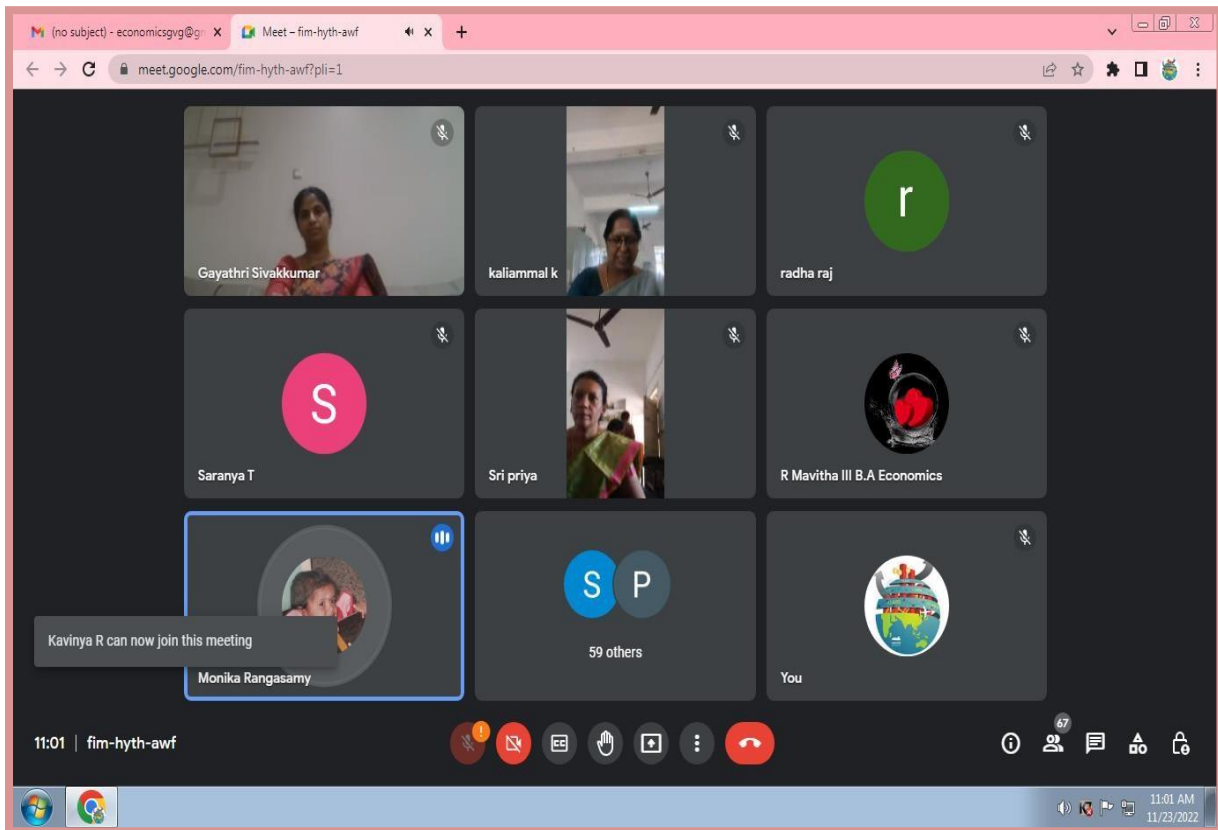 (no subject) - economicsgvg@g
Meet – fim-hyth-awf
meet.google.com/fim-hyth-awf?pli=1
Gayathri Sivakkumar
kaliammal k
r
radha raj
S
Saranya T
Sri priya
R Mavitha III B.A Economics
Kavinya R can now join this meeting
Monika Rangasamy
S P
59 others
You
11:01 | fim-hyth-awf
!
CC
67
11:01 AM
11/23/2022